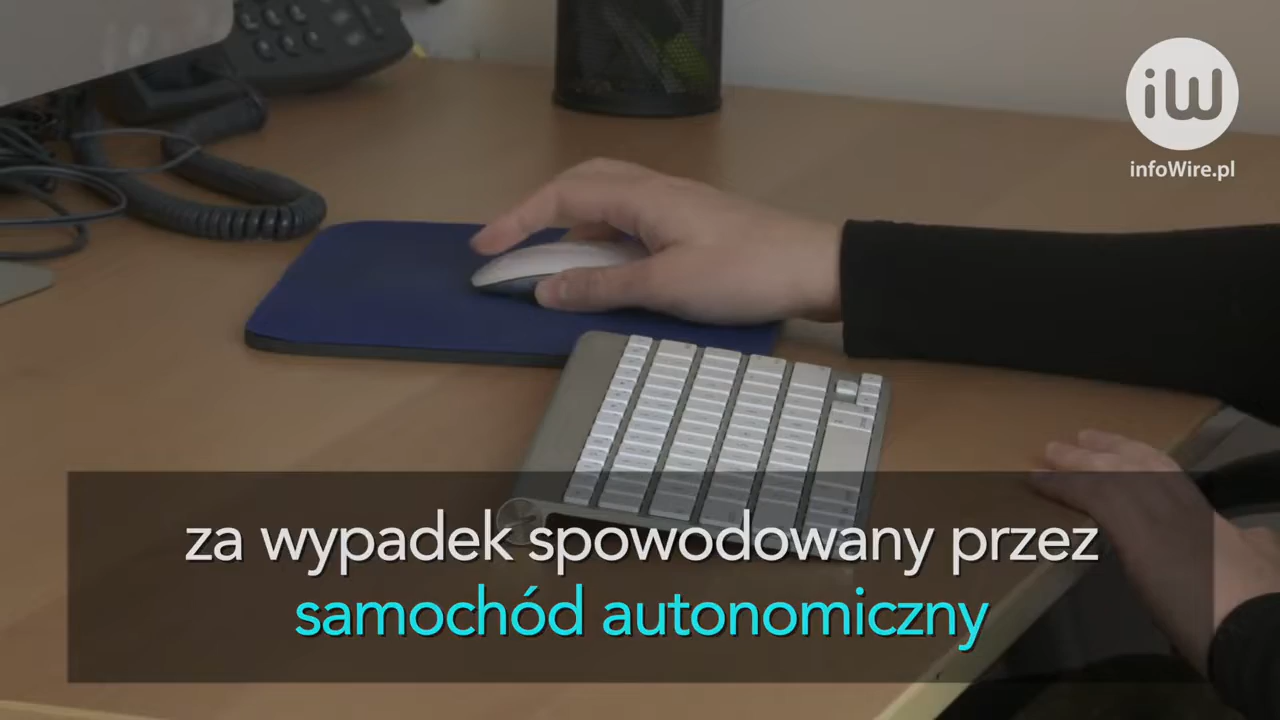 iW
infoWire.pl
za wypadek spowodowany przez
samochód autonomiczny